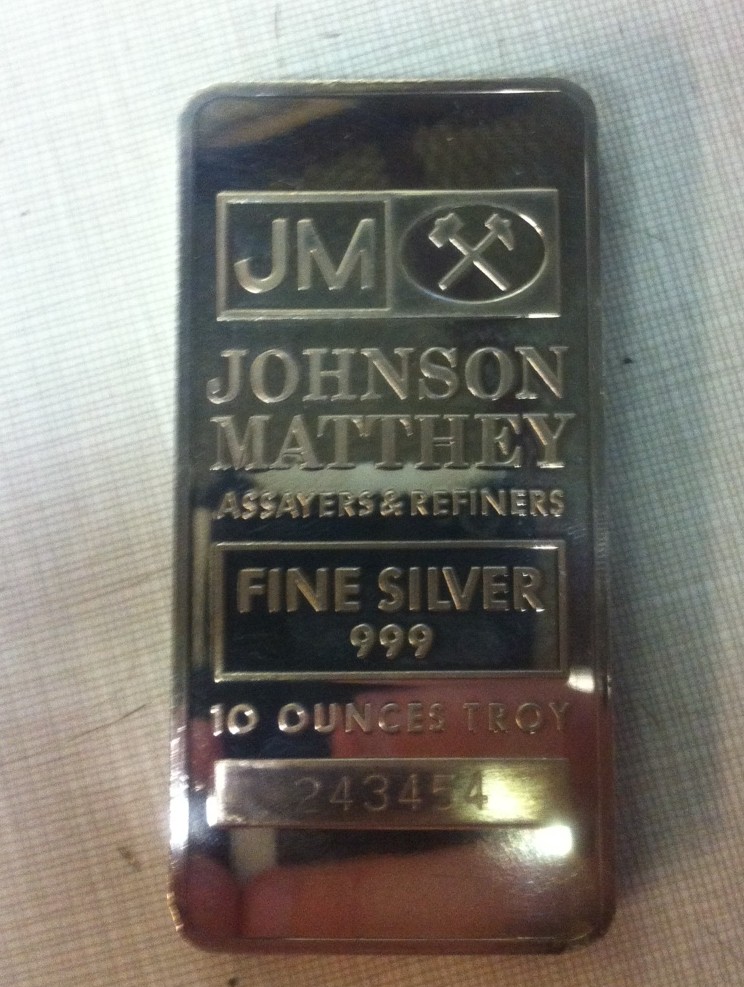 JM
JOHNSON
MATTHEY
ASSAYERS & REFINERS
FINE SILVER
999
10 OUNCES TROY
243454